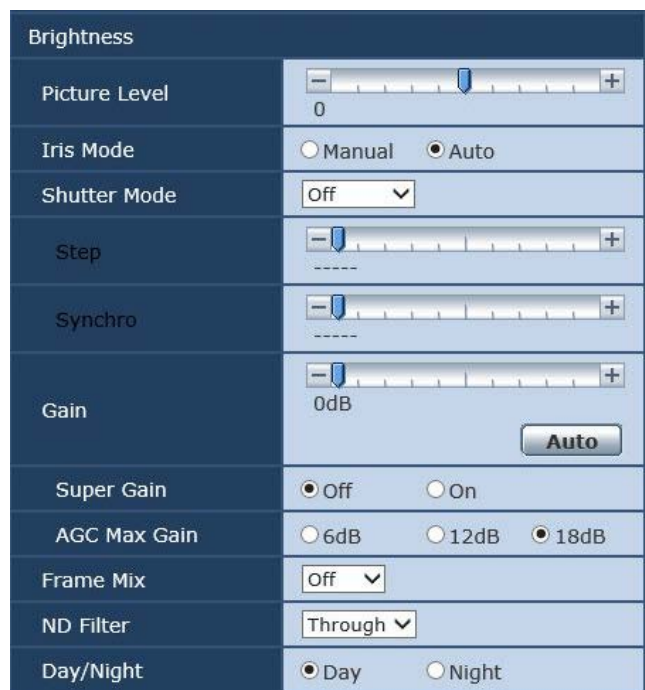 Brightness
Picture Level
0
Iris Mode Manual Auto
Shutter Mode Off
Step
-----
Synchro
-----
Gain
0dB
Auto
Super Gain Off On
AGC Max Gain 6dB 12dB 18dB
Frame Mix Off
ND Filter Through
Day/Night Day Night